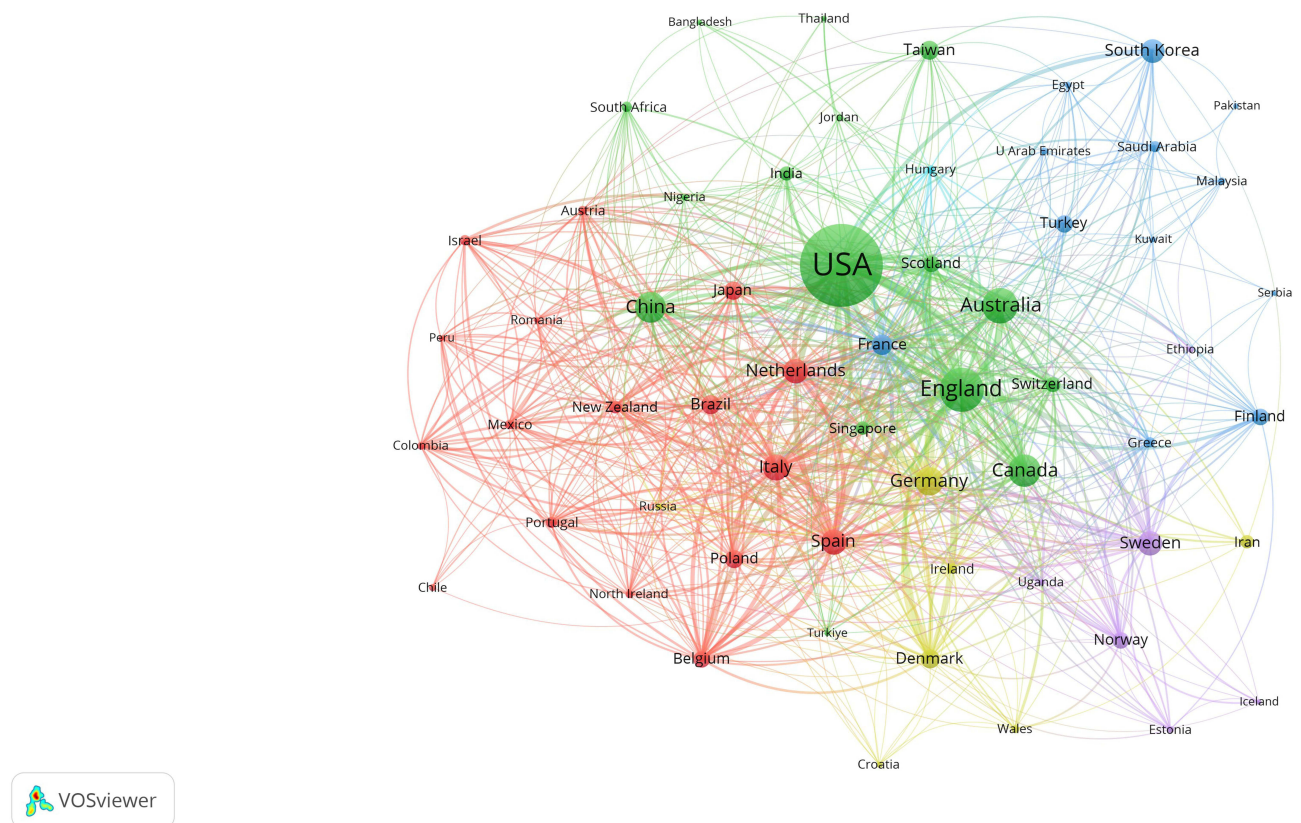 Bangladesh
Thailand
Taiwan
South Korea
Egypt
Pakistan
South Africa
Jordan
U Arab Emirates
Saudi Arabia
India
Hungary
Malaysia
Nigeria
Austria
Turkey
Israel
Kuwait
USA
Scotland
Japan
Serbia
China
Australia
Romania
Peru
France
Ethiopia
Netherlands
England
Switzerland
New Zealand
Brazil
Finland
Mexico
Singapore
Colombia
Greece
Italy
Canada
Germany
Russia
Portugal
Spain
Sweden
Iran
Poland
Ireland
Uganda
Chile
North Ireland
Turkiye
Norway
Belgium
Denmark
Iceland
Wales
Estonia
Croatia
VOSviewer